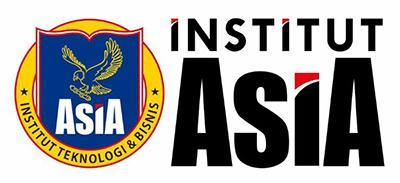 ASiA
INSTITUT TEKNOLOGI & BISNIS
iNSTiTUT
ASiA